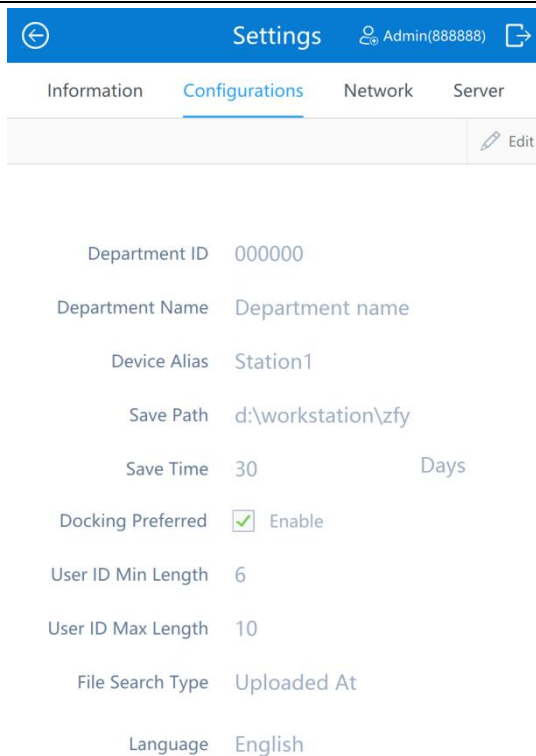 Settings Admin(888888)
Information Configurations Network Server
Edit
Department ID 000000
Department Name Department name
Device Alias Station1
Save Path d:\workstation\zfy
Save Time 30 Days
Docking Preferred Enable
User ID Min Length 6
User ID Max Length 10
File Search Type Uploaded At
Language English